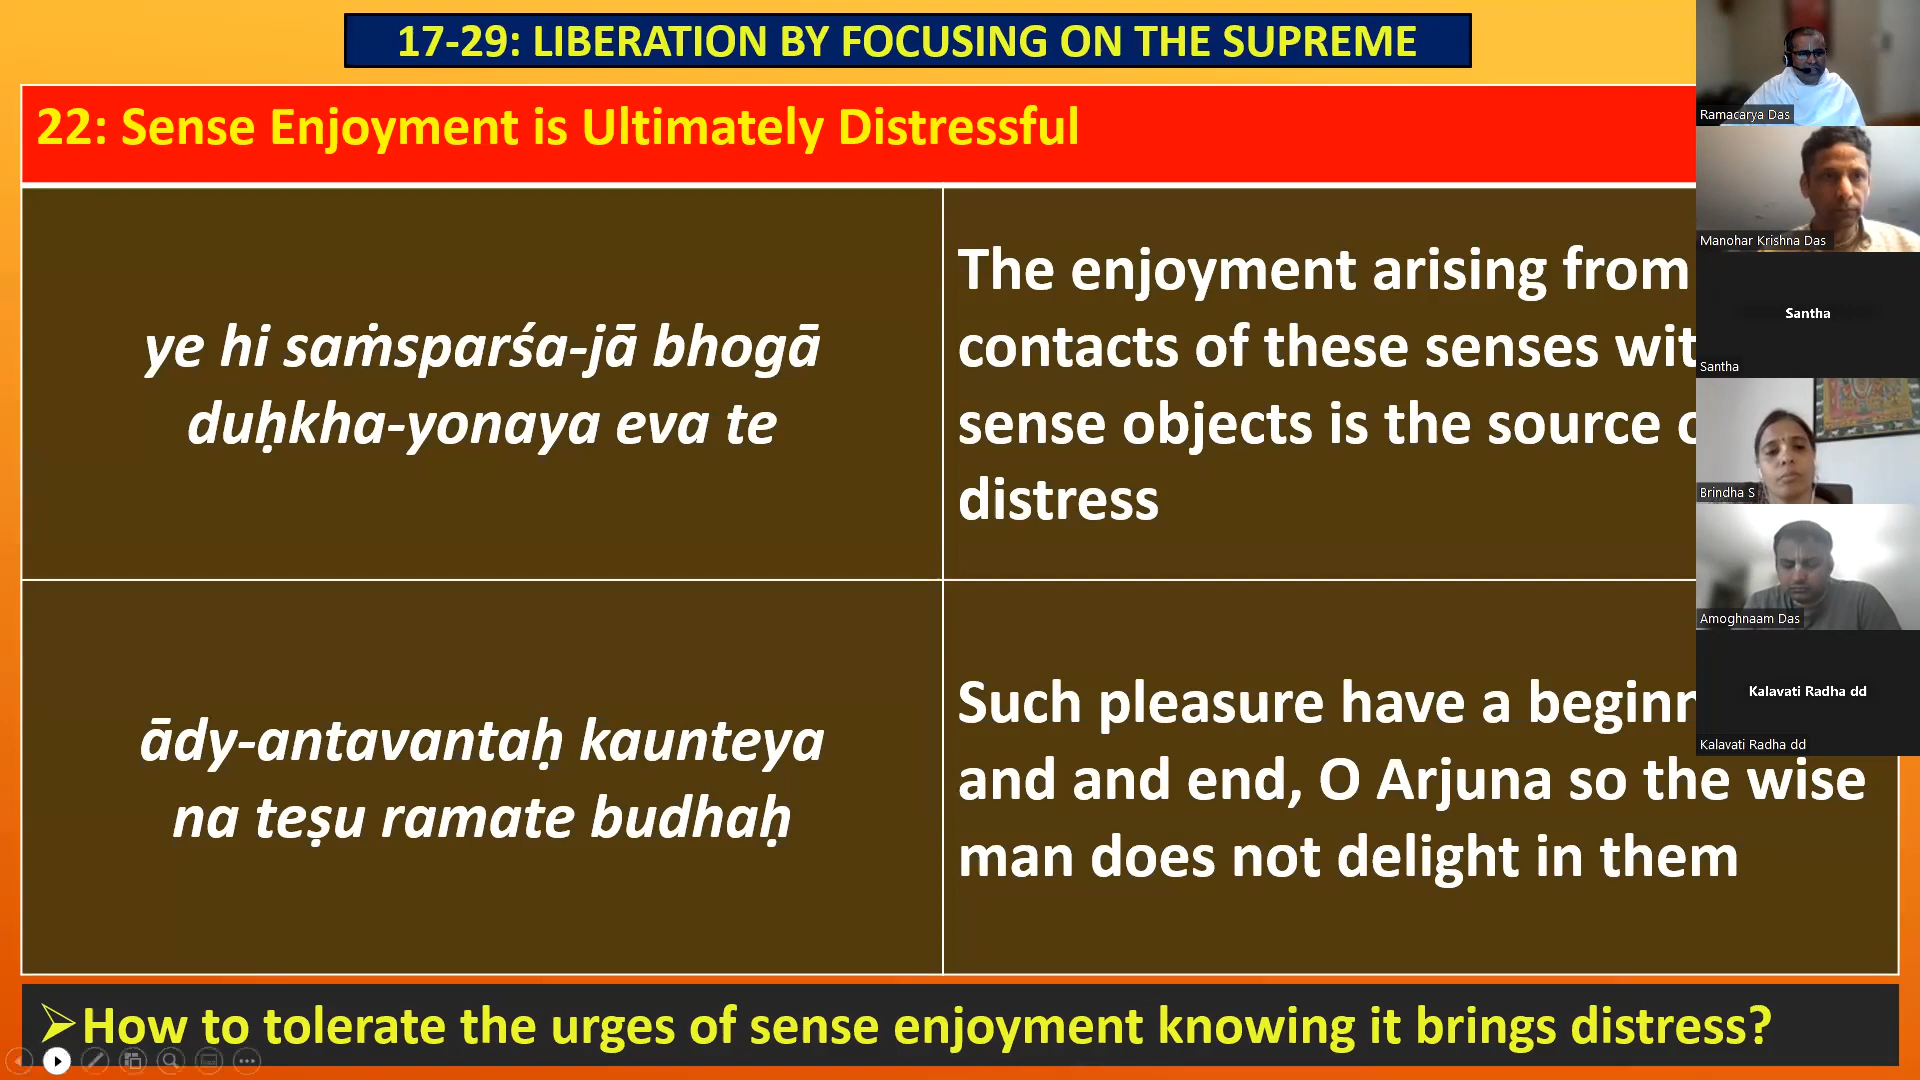 17-29: LIBERATION BY FOCUSING ON THE SUPREME
22: Sense Enjoyment is Ultimately Distressful
ye hi saṁsparśa-jā bhogā
duḥkha-yonaya eva te
The enjoyment arising from
contacts of these senses
sense objects is the source
distress
ādy-antavantaḥ kaunteya
na teṣu ramate budhaḥ
Such pleasure have a
and and end, O Arjuna so the wise
man does not delight in them
➢How to tolerate the urges of sense enjoyment knowing it brings distress?
Ramacarya Das
Manohar Krishna Das
Santha
Santha
Brindha S
Amoghnaam Das
Kalavati Radha dd
Kalavati Radha dd